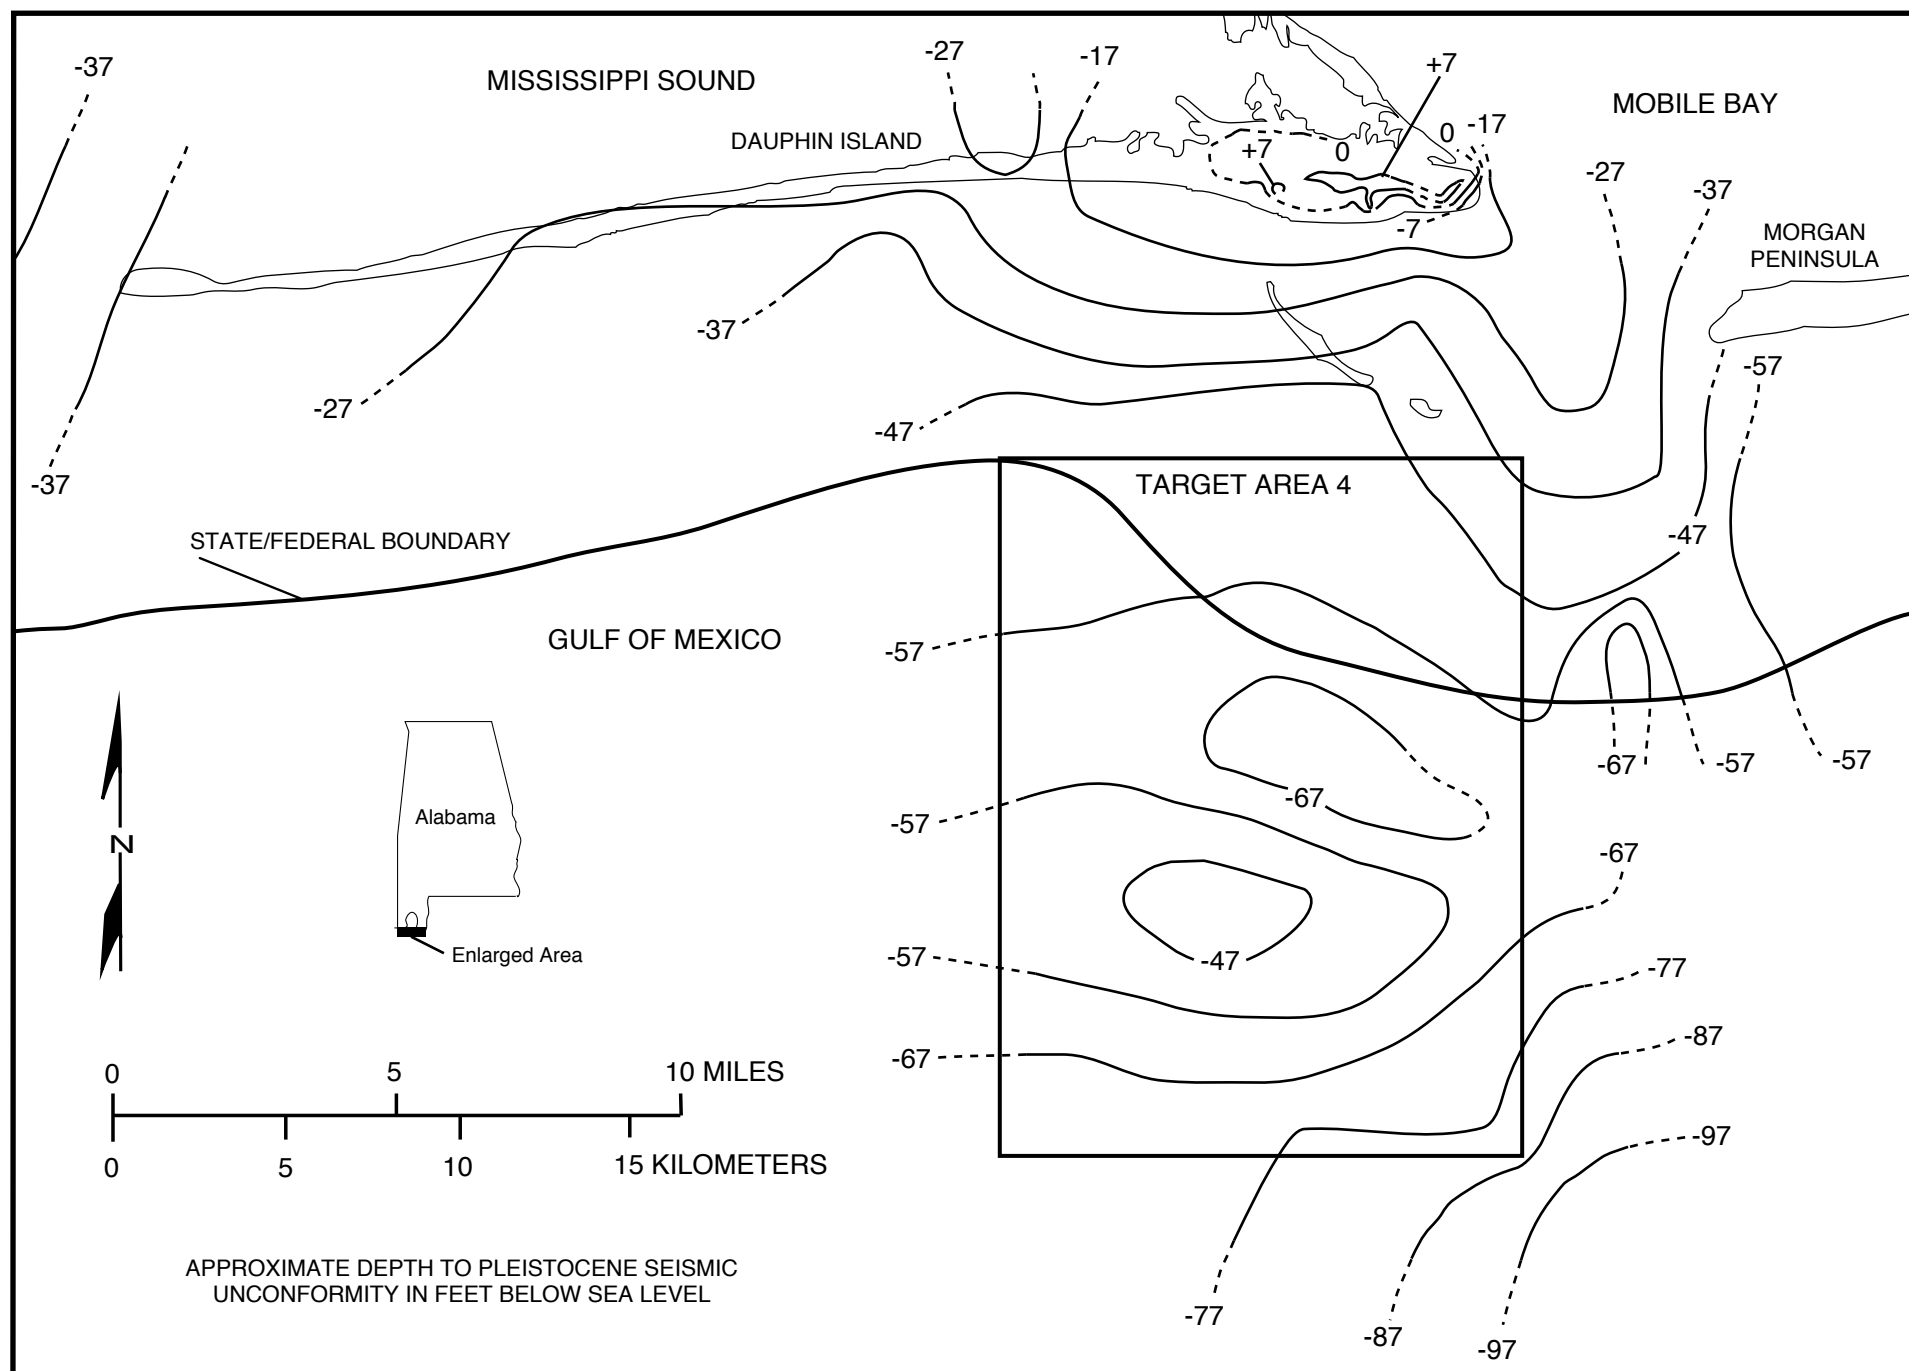 -37
MISSISSIPPI SOUND
-27
-17
+7
MOBILE BAY
DAUPHIN ISLAND
+7
0
0
-17
-27
-37
-7
MORGAN
PENINSULA
-37
-27
-57
-37
-47
TARGET AREA 4
STATE/FEDERAL BOUNDARY
-47
GULF OF MEXICO
-57
-67
-57
-57
-67
-57
Alabama
N
-67
-57
-47
Enlarged Area
-77
-67
-87
0
5
10 MILES
0
5
10
15 KILOMETERS
-97
APPROXIMATE DEPTH TO PLEISTOCENE SEISMIC
UNCONFORMITY IN FEET BELOW SEA LEVEL
-77
-87
-97